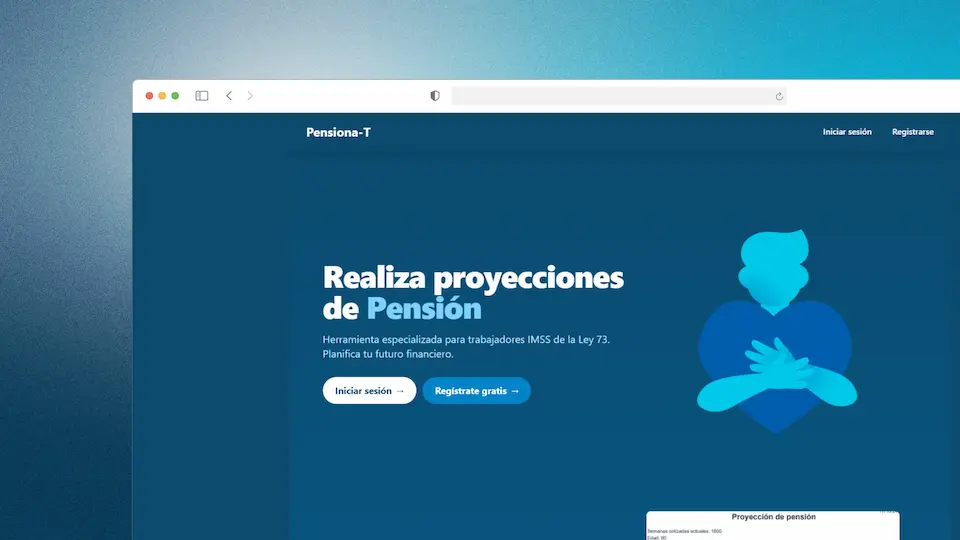 Pensiona-T
Iniciar sesión
Registrarse
Realiza proyecciones
de Pensión
Herramienta especializada para trabajadores IMSS de la Ley 73.
Planifica tu futuro financiero.
Iniciar sesión →
Regístrate gratis →
Proyección de pensión
Semanas cotizadas actuales: 1800
Edad: 60